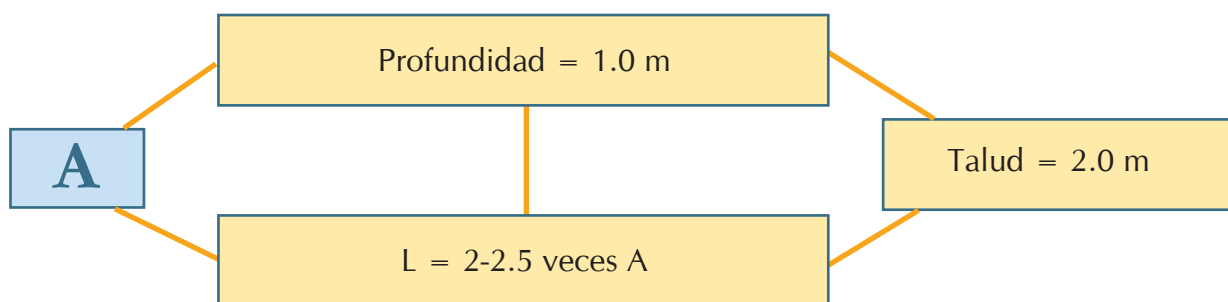 Profundidad = 1.0 m
A
Talud = 2.0 m
L = 2-2.5 veces A